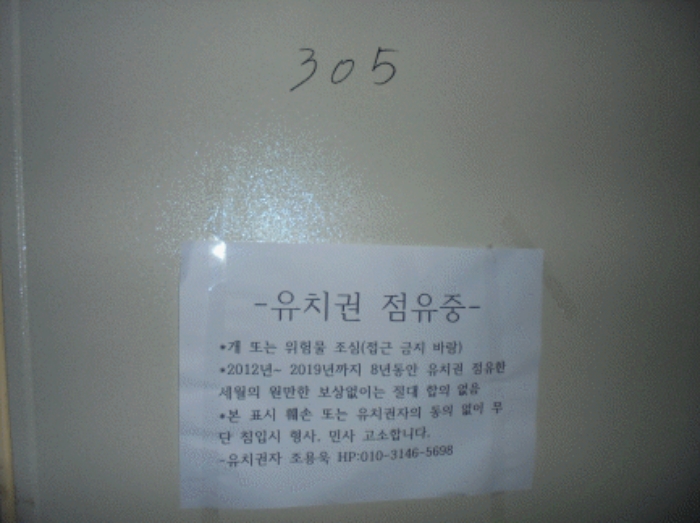 305
-유치권 점유중-
*개 또는 위험물 조심(접근 금지 바람)
*2012년~ 2019년까지 8년동안 유치권 점유한
세월의 원만한 보상없이는 절대 합의 없음
*본 표시 훼손 또는 유치권자의 동의 없이 무
단 침입시 형사, 민사 고소합니다.
-유치권자 조용욱 HP:010-3146-5698